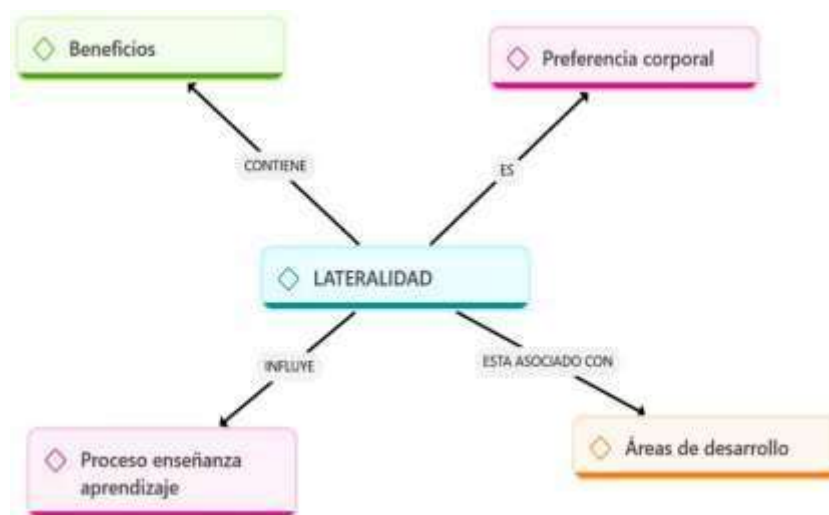 Beneficios
Preferencia corporal
CONTIENE
ES
LATERALIDAD
INFLUYE
ESTA ASOCIADO CON
Proceso enseñanza
aprendizaje
Áreas de desarrollo